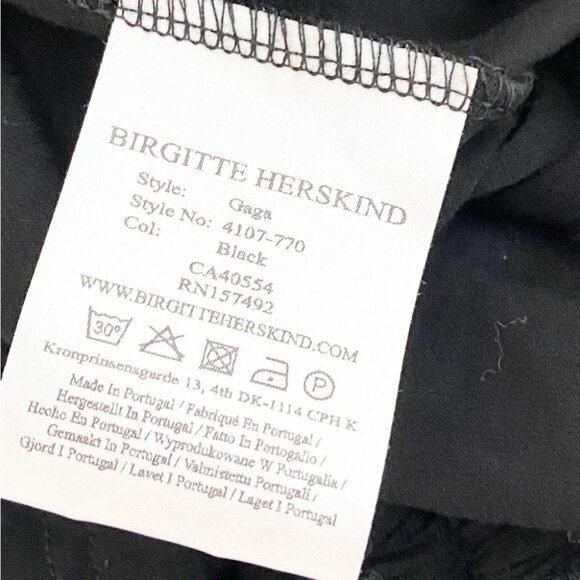 BIRGITTE HERSKIND
Style: Gaga
Style No: 4107-770
Col: Black
CA40554
RN157492
WWW.BIRGITTEHERSKIND.COM
30° P
Kronprinsensgarde 13, 4th DK-1114 CPH K
Made In Portugal / Fabriqué En Portugal /
Hergestellt In Portugal / Fatto In Portogallo /
Hecho En Portugal / Wyprodukowane W Portugalia /
Gemaakt In Portugal / Valmistettu Portugali /
Gjord I Portugal / Lavet I Portugal / Laget I Portugal